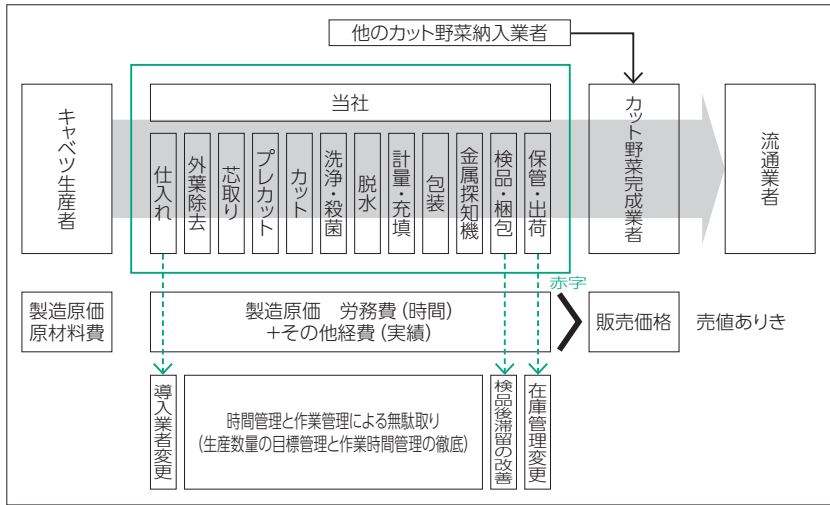 他のカット野菜納入業者
キャベツ生産者
当社
仕入れ
外葉除去
芯取り
プレカット
カット
洗浄・殺菌
脱水
計量・充填
包装
金属探知機
検品・梱包
保管・出荷
カット野菜完成業者
流通業者
赤字
製造原価
原材料費
製造原価　労務費(時間)
+その他経費(実績)
販売価格
売値ありき
導入業者変更
時間管理と作業管理による無駄取り
(生産数量の目標管理と作業時間管理の徹底)
検品後滞留の改善
在庫管理変更